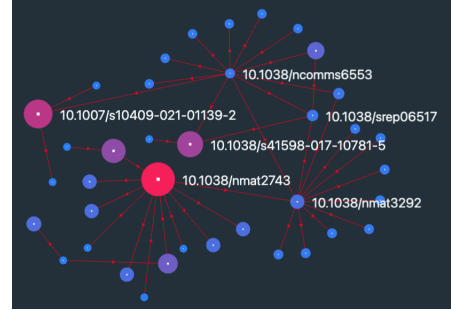 10.1038/ncomms6553
10.1007/s10409-021-01139-2
10.1038/srep06517
10.1038/s41598-017-10781-5
10.1038/nmat2743
10.1038/nmat3292